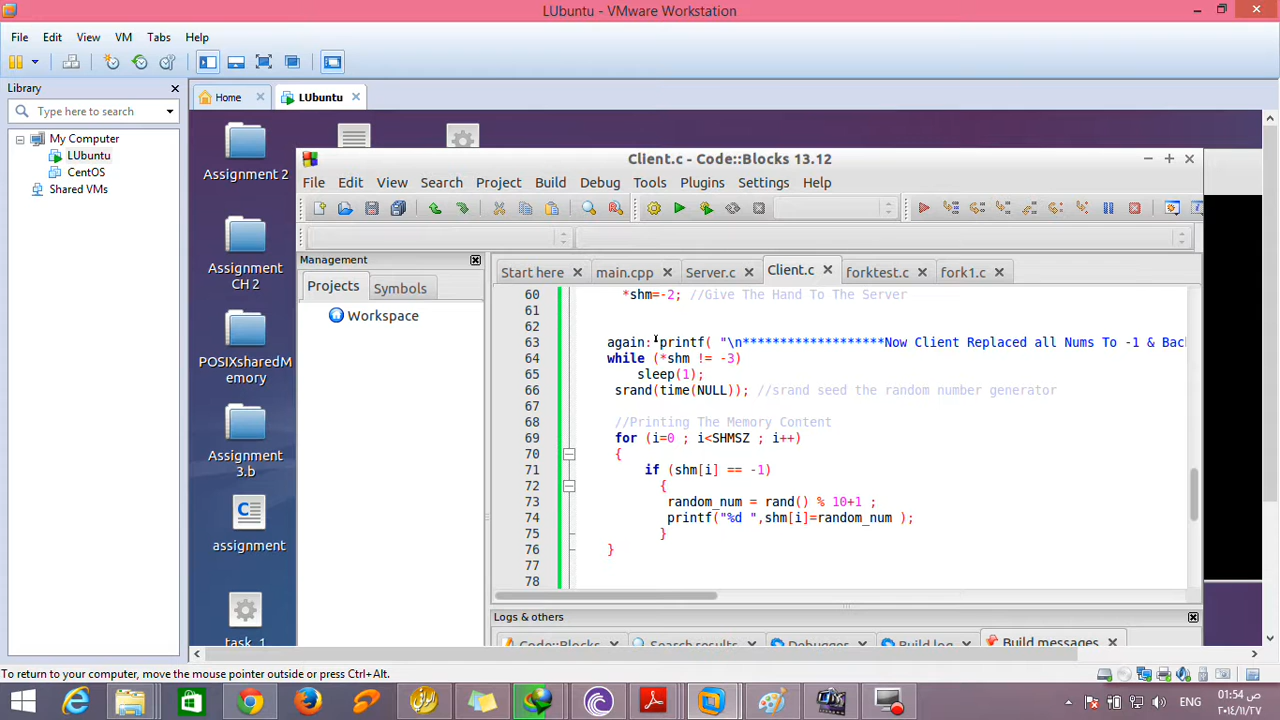 LUbuntu - VMware Workstation
File Edit View VM Tabs Help
Library
Type here to search
My Computer
LUbuntu
CentOS
Shared VMs
Home
LUbuntu
Assignment 2
Assignment CH 2
POSIXsharedM
emory
Assignment
3.b
assignment
task_1
Client.c - Code::Blocks 13.12
File Edit View Search Project Build Debug Tools Plugins Settings Help
Management
Projects Symbols
Workspace
Start here main.cpp Server.c Client.c forktest.c fork1.c
60 *shm=-2; //Give The Hand To The Server
61
62
63 again: printf( "\n*******************Now Client Replaced all Nums To -1 & Bac
64 while (*shm != -3)
65 sleep(1);
66 srand(time(NULL)); //srand seed the random number generator
67
68 //Printing The Memory Content
69 for (i=0 ; i<SHMSZ ; i++)
70 {
71 if (shm[i] == -1)
72 {
73 random_num = rand() % 10+1 ;
74 printf("%d ",shm[i]=random_num );
75 }
76 }
77
78
Logs & others
Code::Blocks Search results Debugger Build log Build messages
To return to your computer, move the mouse pointer outside or press Ctrl+Alt.
ENG
01:54 ص
٢٠١٤/١١/٢٧